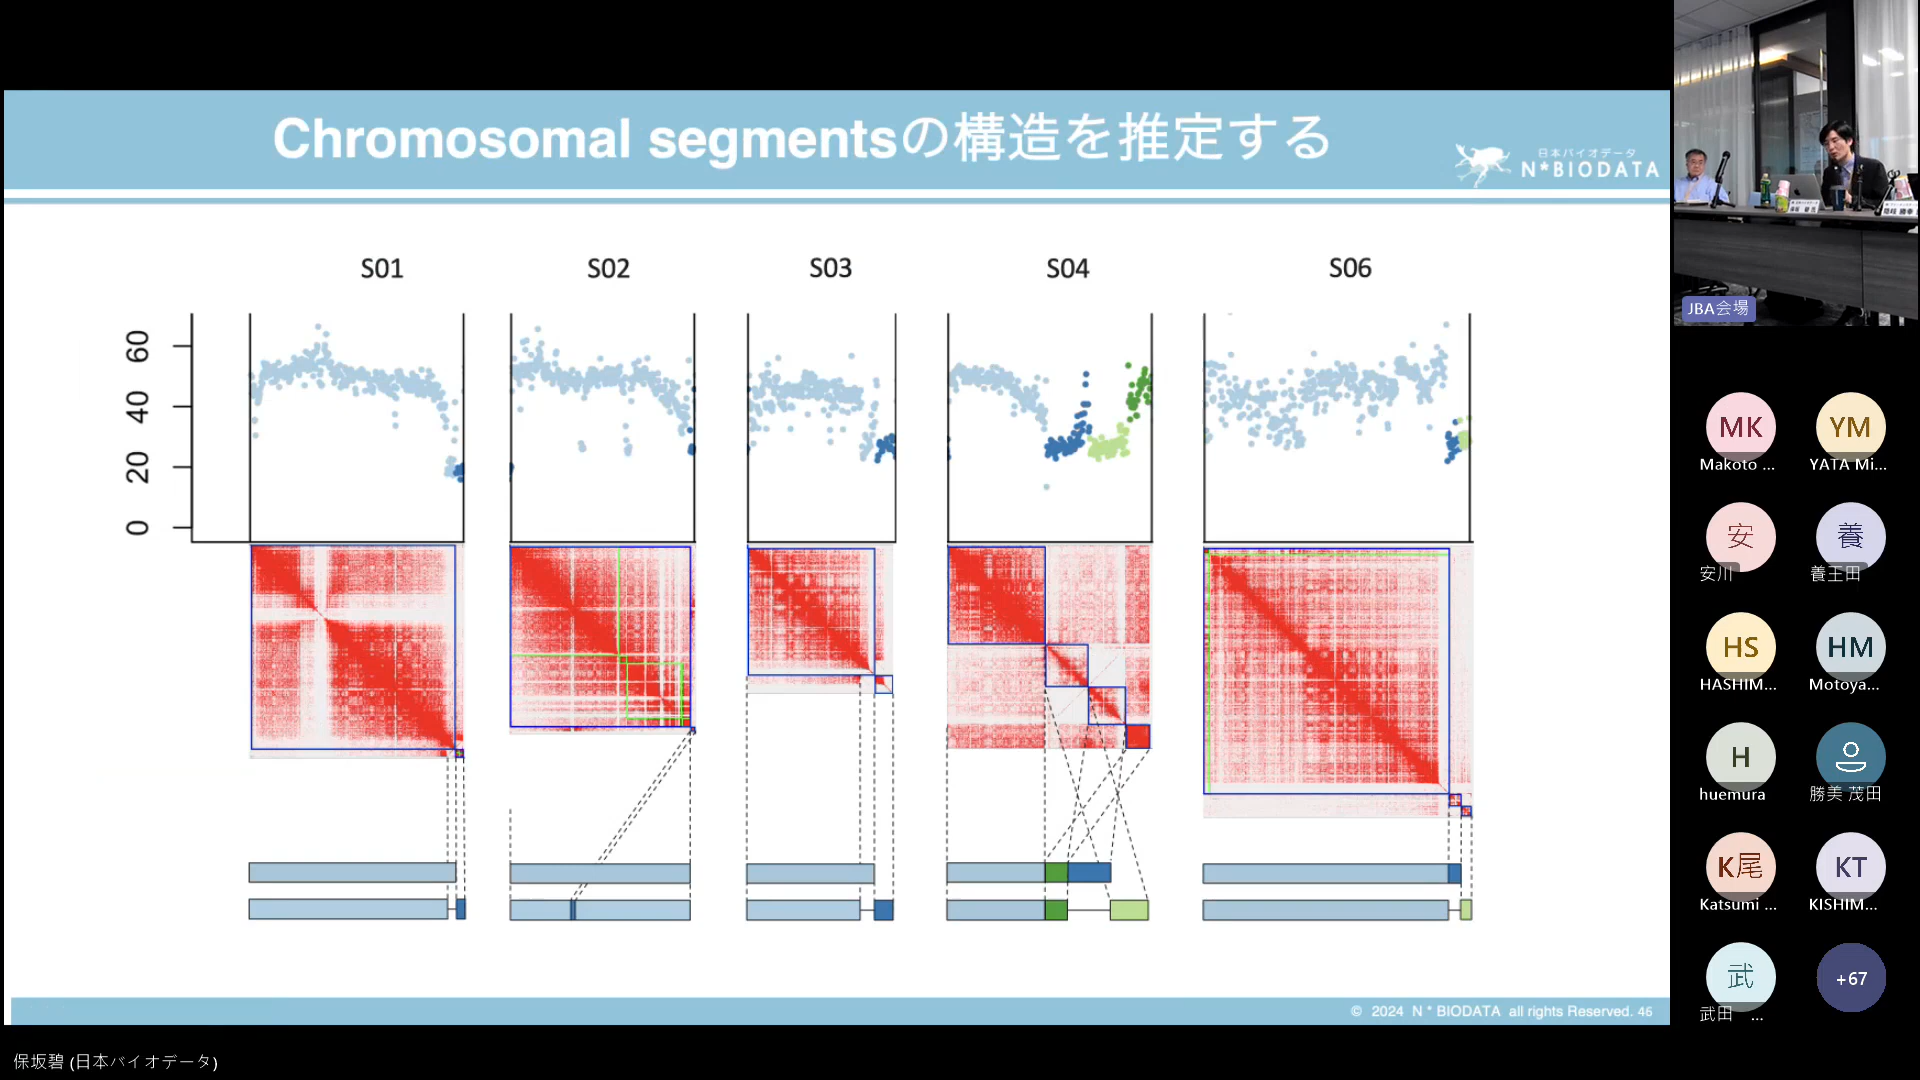 Chromosomal segmentsの構造を推定する
日本バイオデータ
N*BIODATA
S01
S02
S03
S04
S06
60
40
20
0
© 2024 N * BIODATA all rights Reserved. 46
保坂碧 (日本バイオデータ)
JBA会場
MK
Makoto ...
YM
YATA Mi...
安
安川
養
養王田
HS
HASHIM...
HM
Motoya...
H
huemura
勝美 茂田
K尾
Katsumi ...
KT
KISHIM...
武
武田 ...
+67